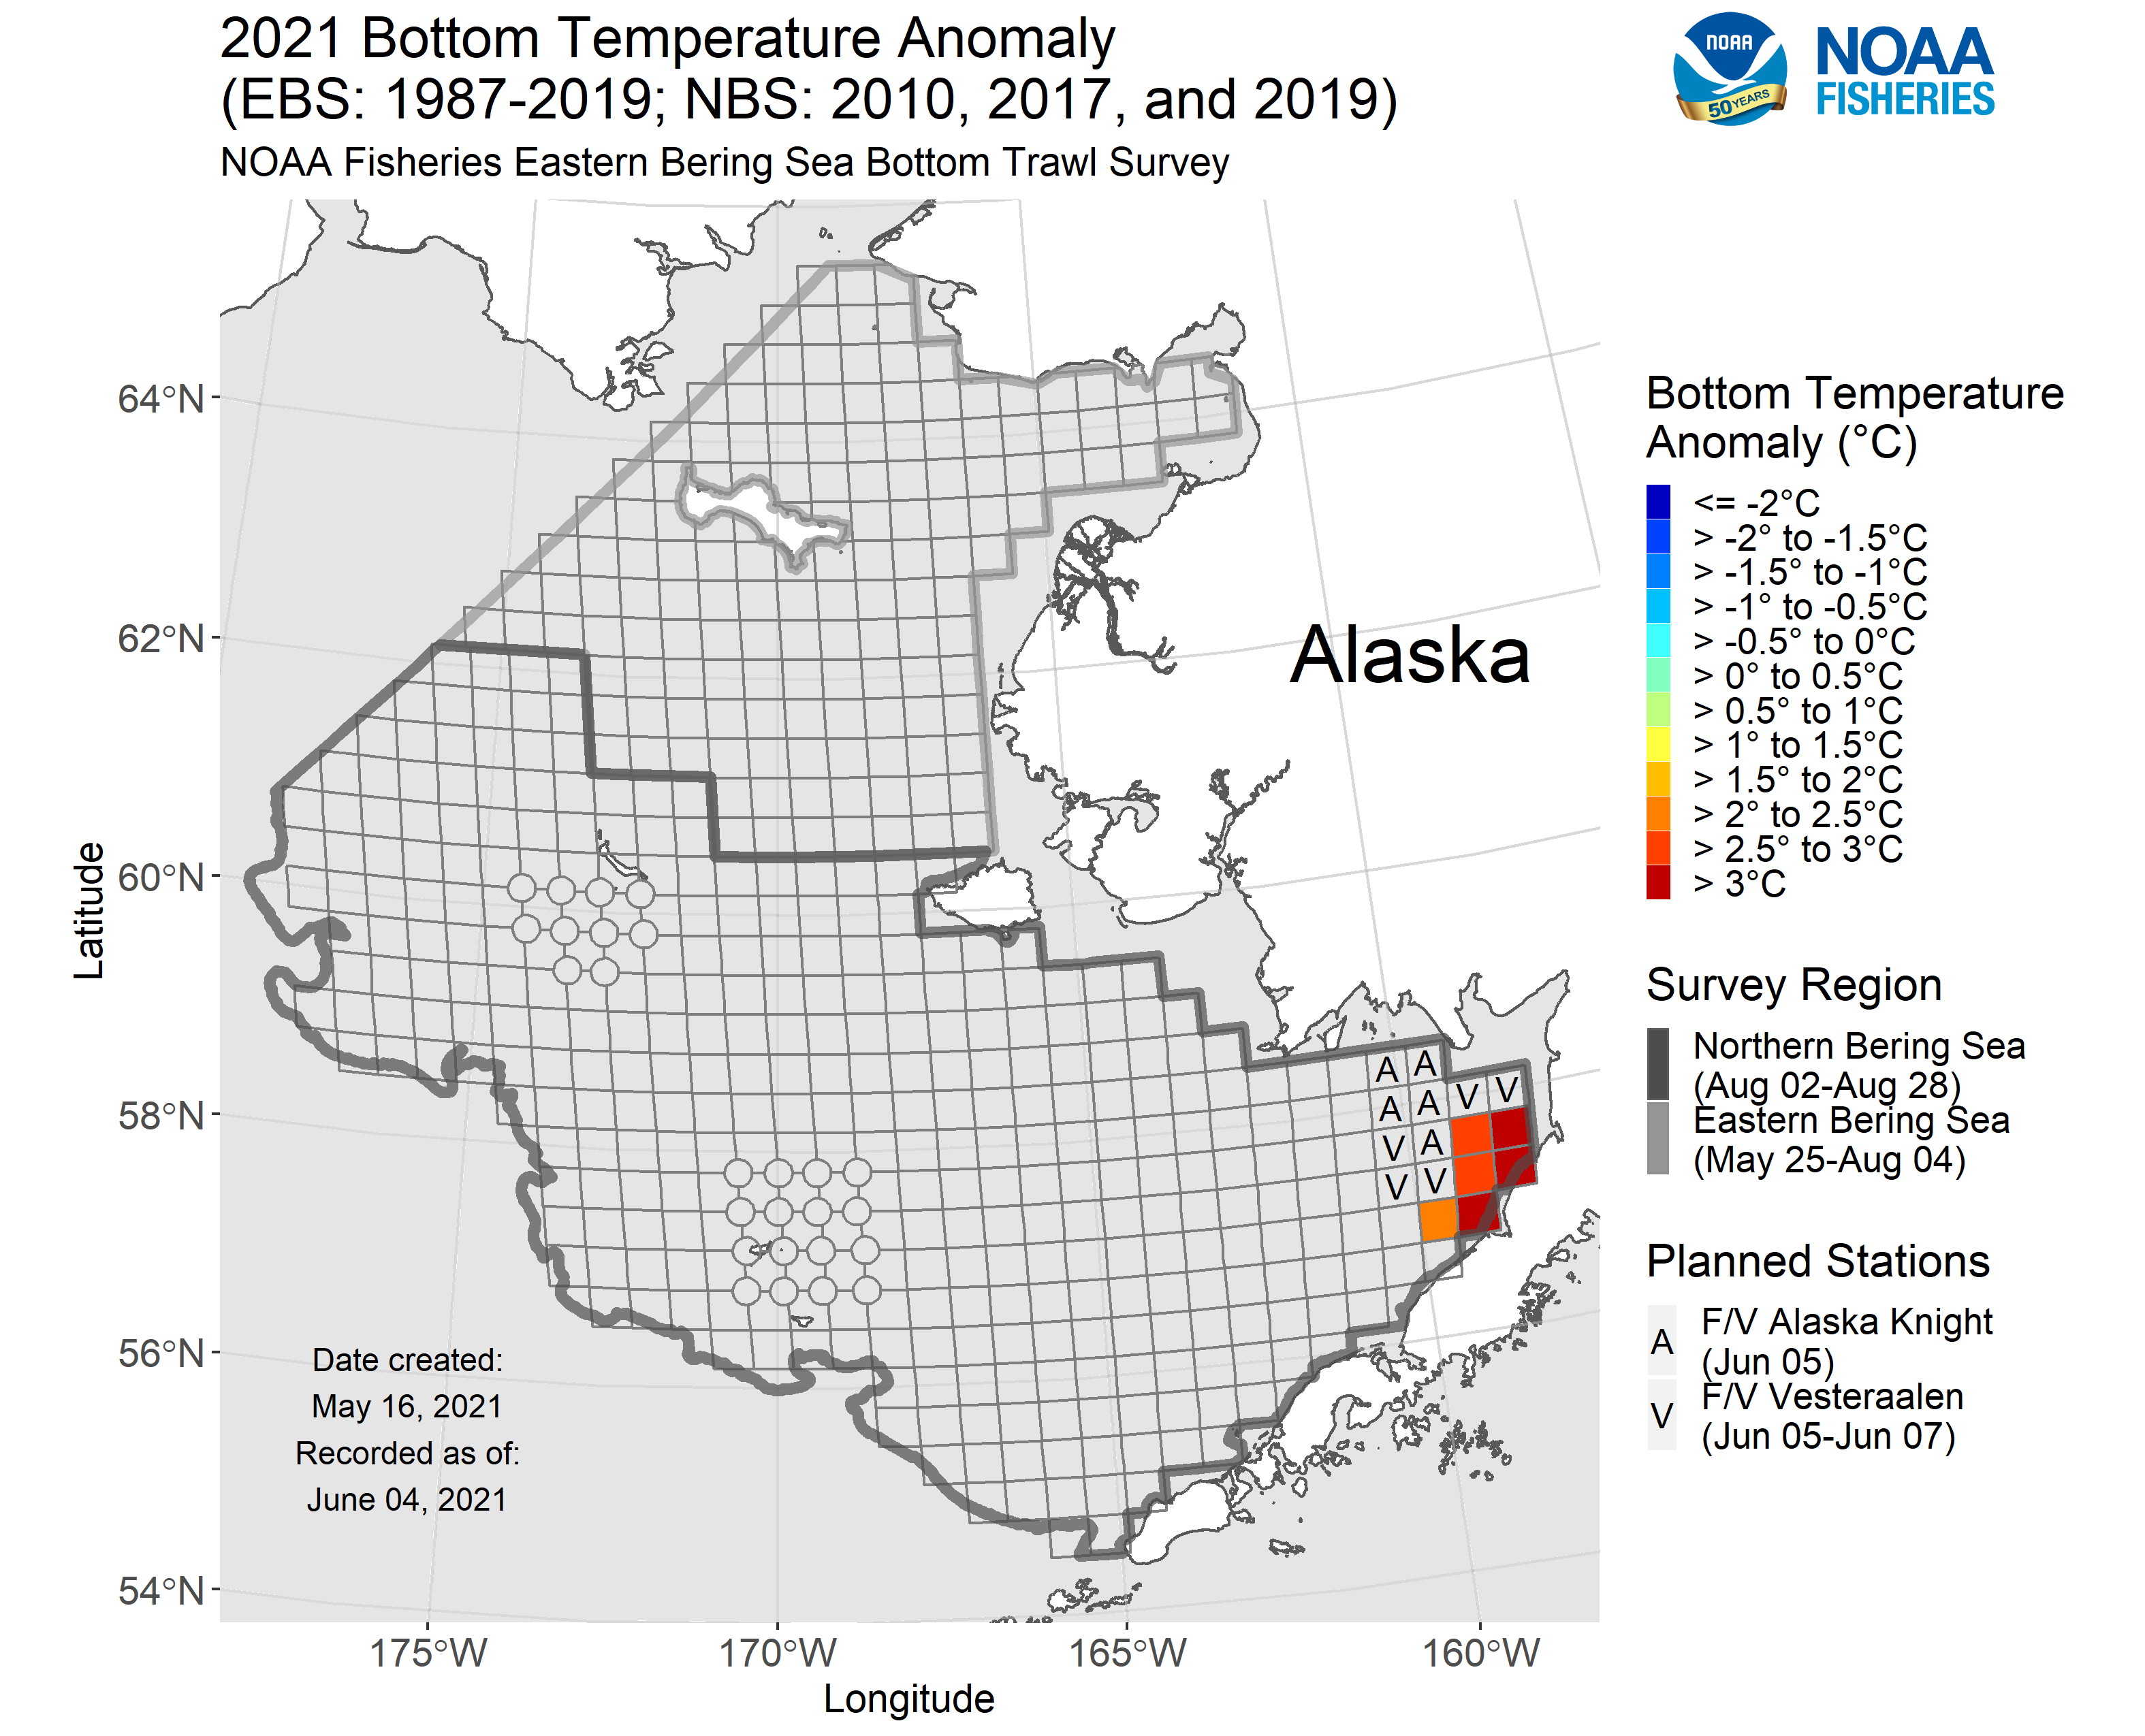 2021 Bottom Temperature Anomaly
(EBS: 1987-2019; NBS: 2010, 2017, and 2019)
NOAA Fisheries Eastern Bering Sea Bottom Trawl Survey
NOAA
50 YEARS
NOAA
FISHERIES
64°N
62°N
60°N
58°N
56°N
54°N
Latitude
175°W
170°W
165°W
160°W
Longitude
Alaska
A A
A A V V
V A
V V
Date created:
May 16, 2021
Recorded as of:
June 04, 2021
Bottom Temperature
Anomaly (°C)
<= -2°C
> -2° to -1.5°C
> -1.5° to -1°C
> -1° to -0.5°C
> -0.5° to 0°C
> 0° to 0.5°C
> 0.5° to 1°C
> 1° to 1.5°C
> 1.5° to 2°C
> 2° to 2.5°C
> 2.5° to 3°C
> 3°C
Survey Region
Northern Bering Sea
(Aug 02-Aug 28)
Eastern Bering Sea
(May 25-Aug 04)
Planned Stations
A F/V Alaska Knight
(Jun 05)
V F/V Vesteraalen
(Jun 05-Jun 07)